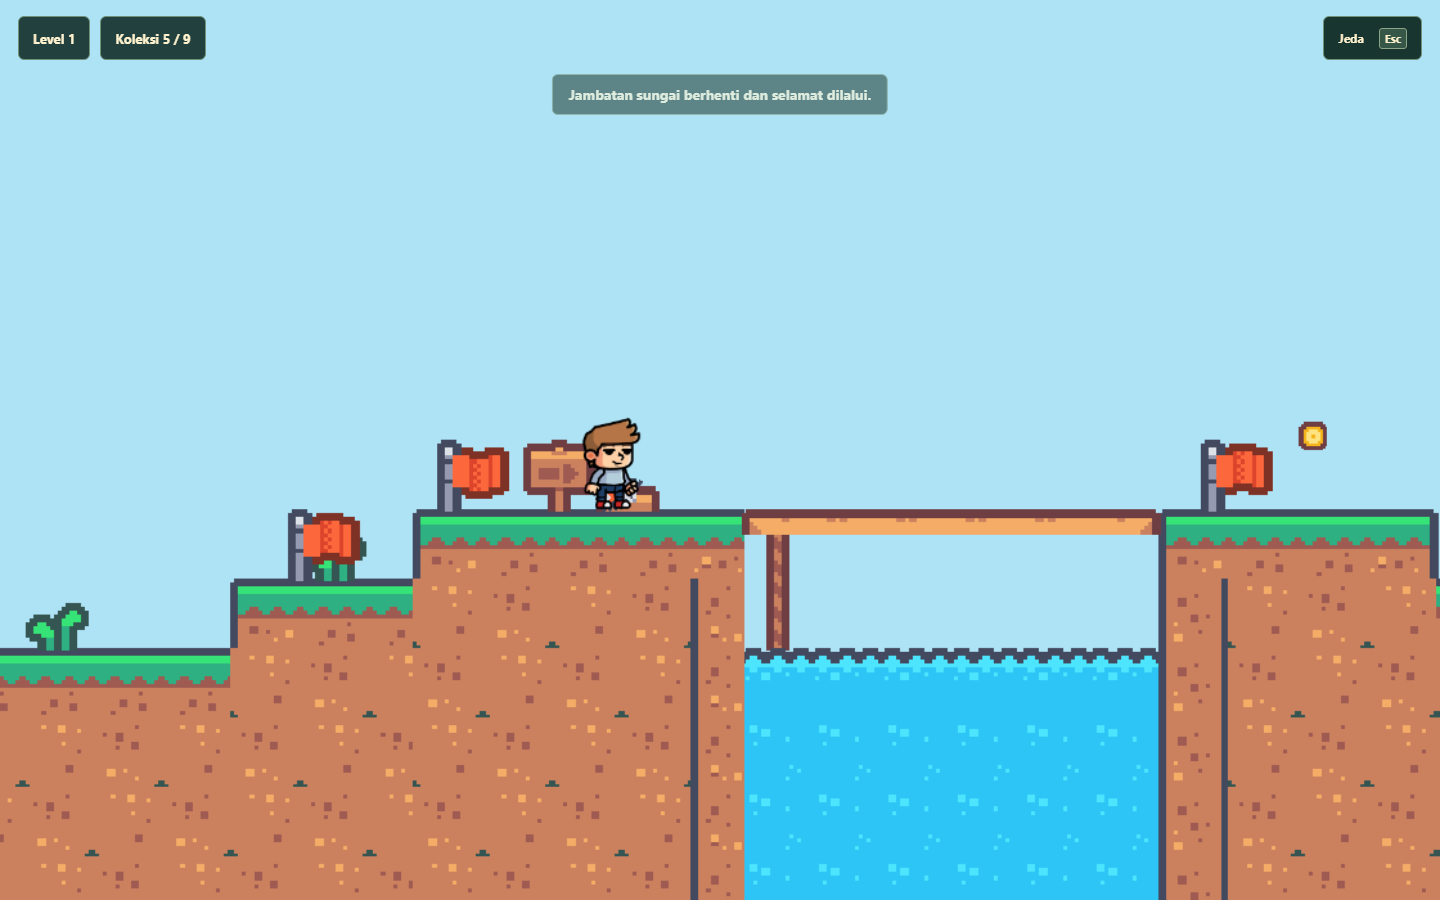 Level 1
Koleksi 5 / 9
Jeda Esc
Jambatan sungai berhenti dan selamat dilalui.